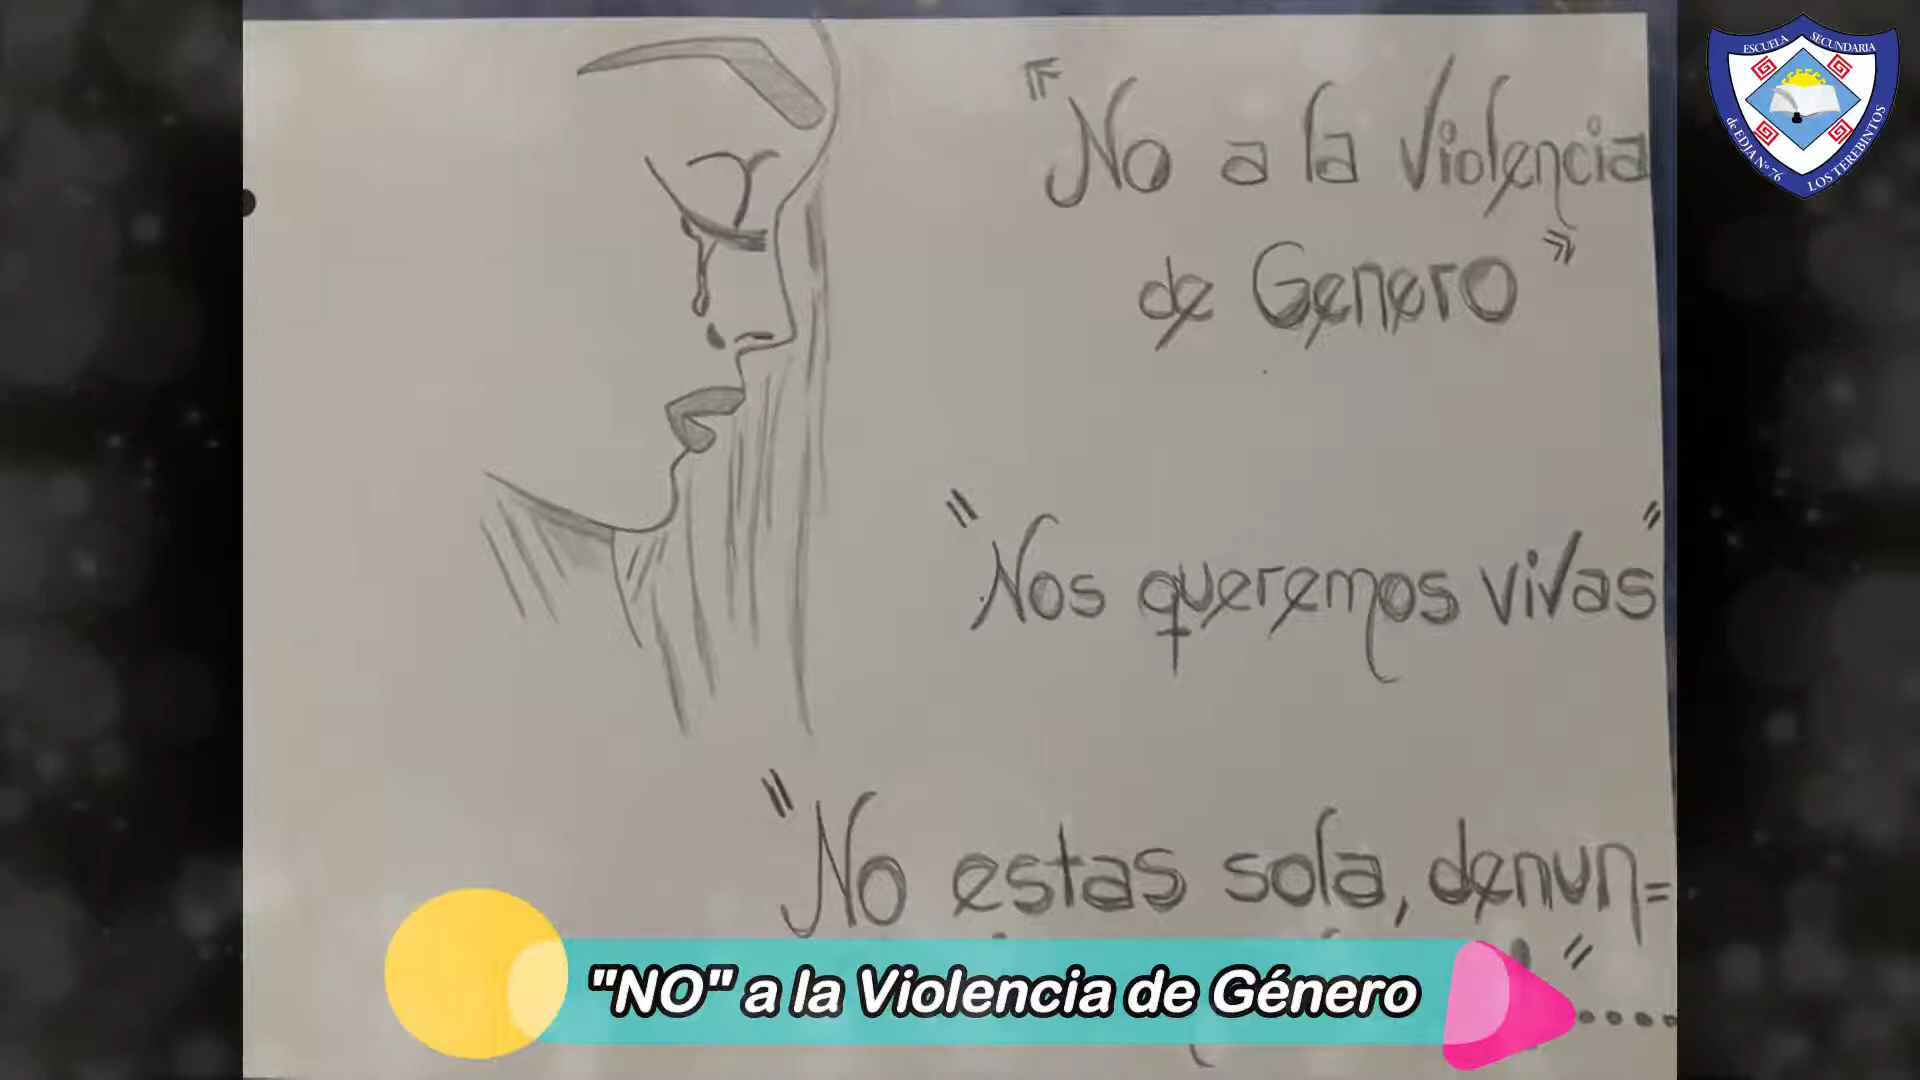 ESCUELA SECUNDARIA
de EDJA Nº 76
LOS TEREBINTOS
"No a la Violencia
de Genero"
"Nos queremos vivas"
"No estas sola, denun=
"NO" a la Violencia de Género